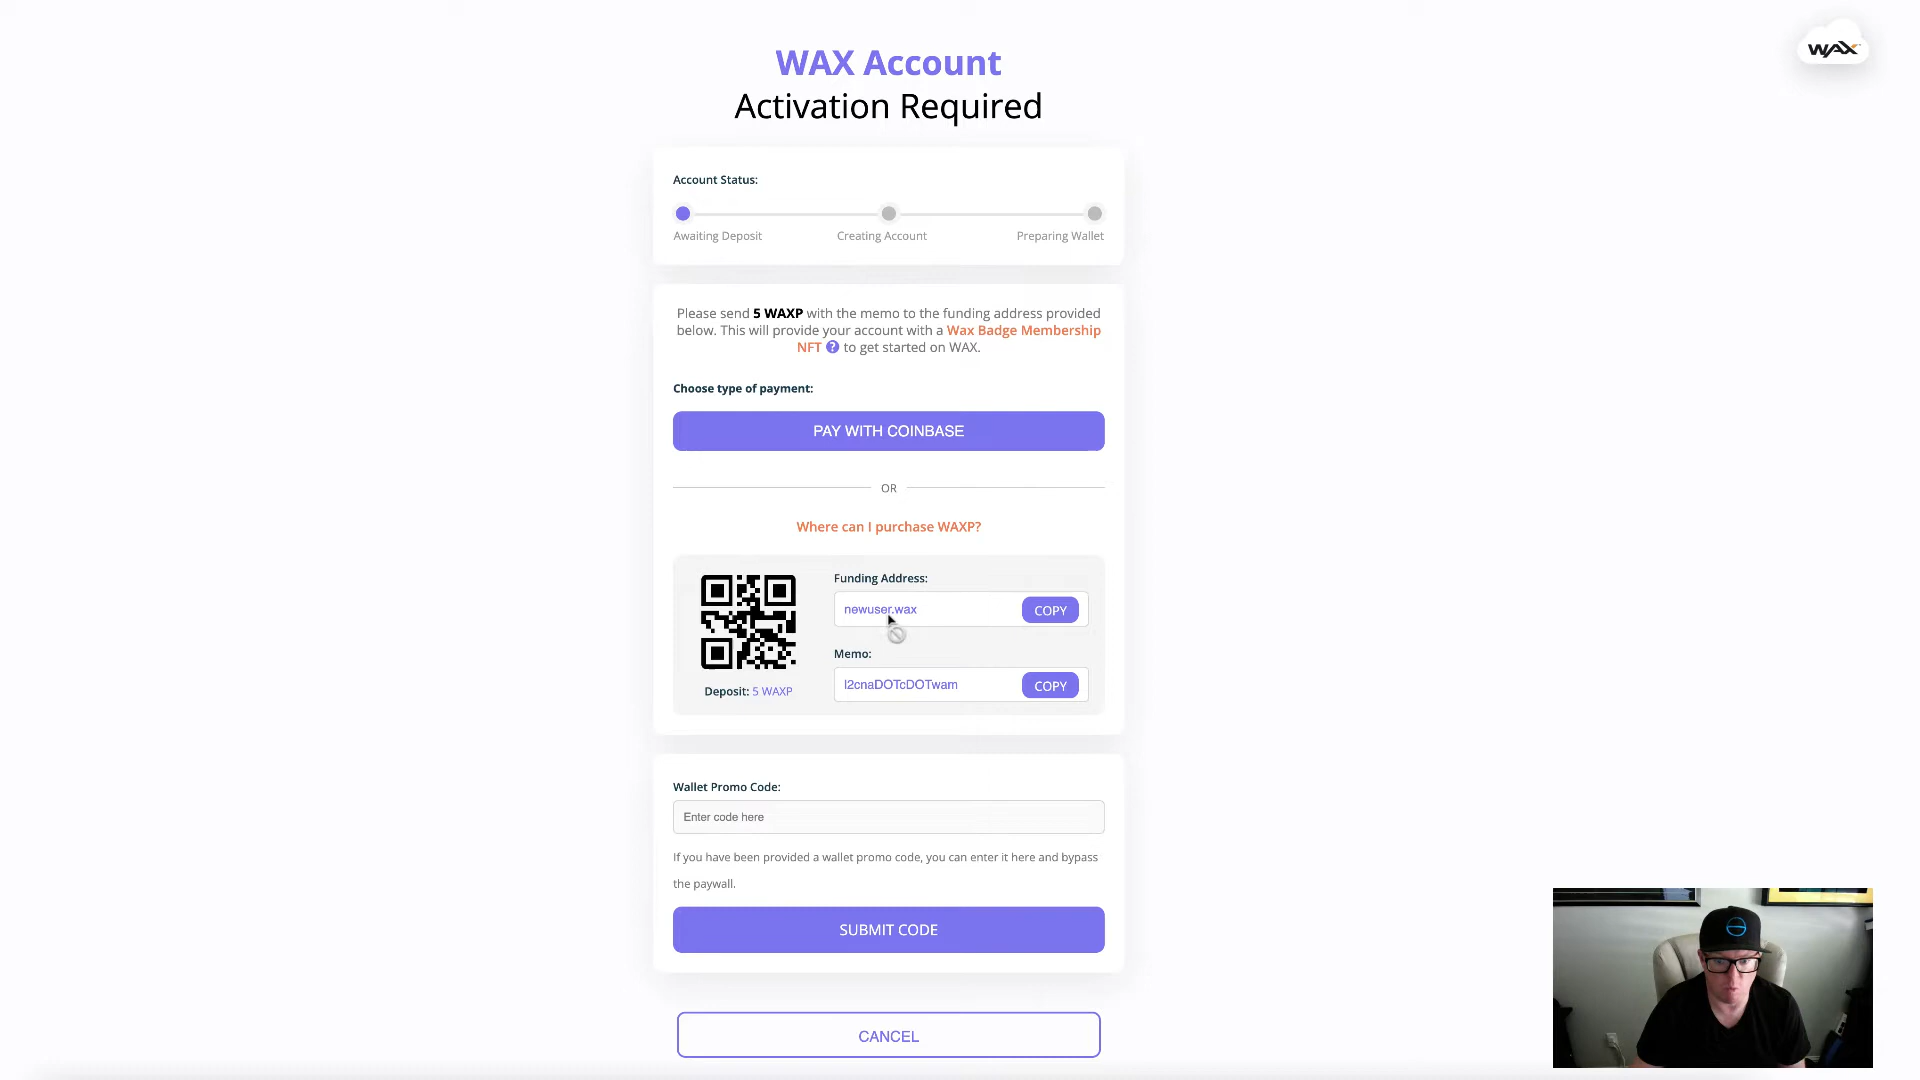 WAX
WAX Account
Activation Required
Account Status:
Awaiting Deposit
Creating Account
Preparing Wallet
Please send 5 WAXP with the memo to the funding address provided
below. This will provide your account with a Wax Badge Membership
NFT ? to get started on WAX.
Choose type of payment:
PAY WITH COINBASE
OR
Where can I purchase WAXP?
Funding Address:
newuser.wax
COPY
Memo:
l2cnaDOTcDOTwam
COPY
Deposit: 5 WAXP
Wallet Promo Code:
Enter code here
If you have been provided a wallet promo code, you can enter it here and bypass
the paywall.
SUBMIT CODE
CANCEL